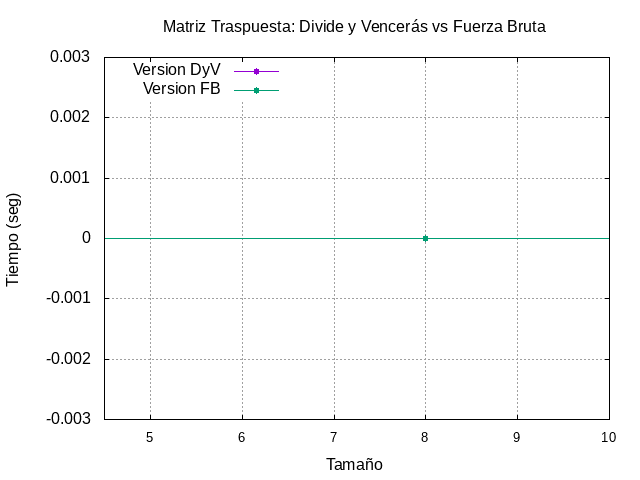 Matriz Traspuesta: Divide y Vencerás vs Fuerza Bruta
0.003
Version DyV
Version FB
0.002
0.001
Tiempo (seg)
0
-0.001
-0.002
-0.003
5 6 7 8 9 10
Tamaño